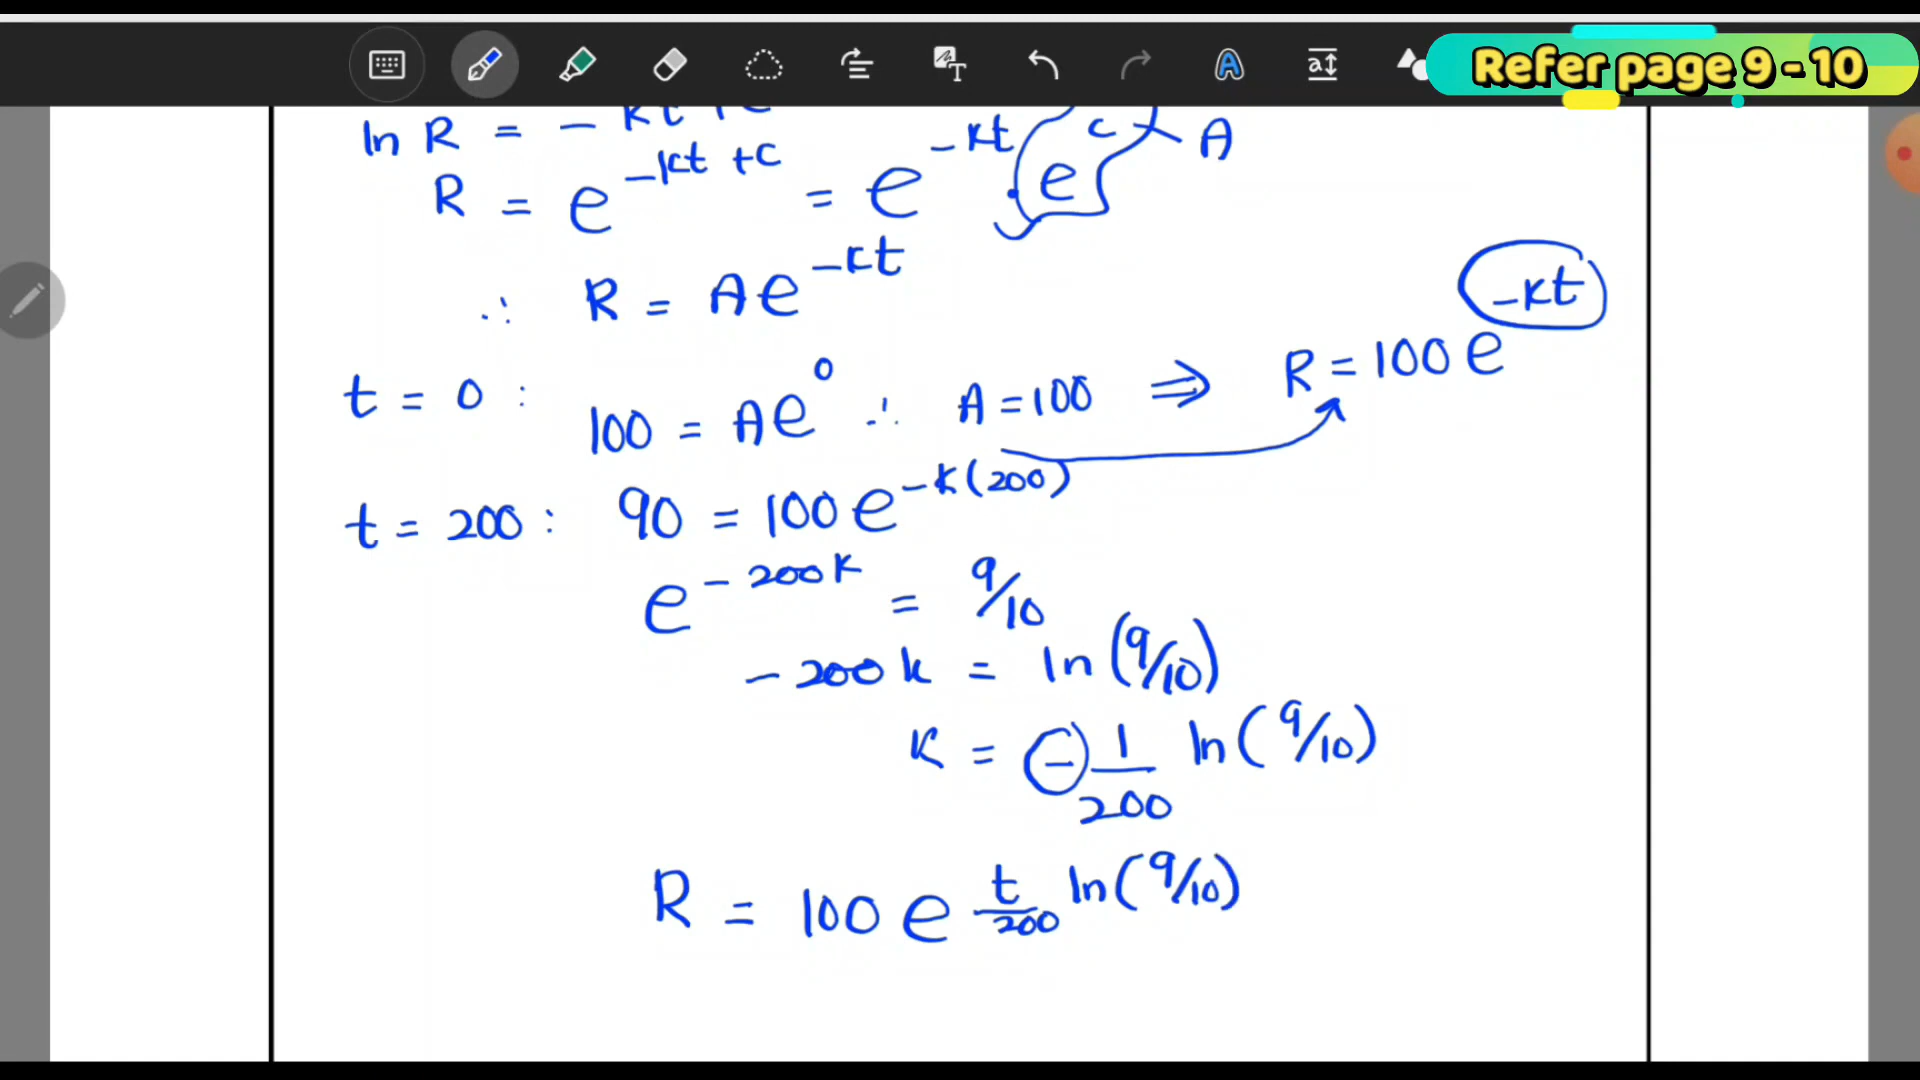 Refer page 9 - 10
ln R = - kt + c
R = e^{-kt + c} = e^{-kt} . e^{c} A
∴ R = Ae^{-kt}
t = 0 : 100 = Ae^{0} ∴ A = 100 ⇒ R = 100 e^{-kt}
t = 200 : 90 = 100 e^{-k(200)}
e^{-200k} = 9/10
-200k = ln (9/10)
k = - 1/200 ln (9/10)
R = 100 e^{t/200 ln (9/10)}